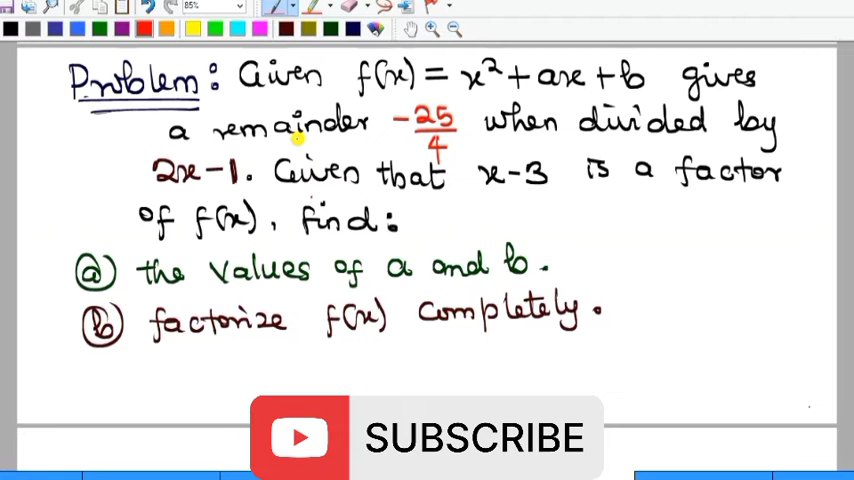 85%
Problem: Given f(x) = x² + ax + b gives
a remainder -25/4 when divided by
2x-1. Given that x-3 is a factor
of f(x), find:
(a) the values of a and b.
(b) factorize f(x) completely.
SUBSCRIBE